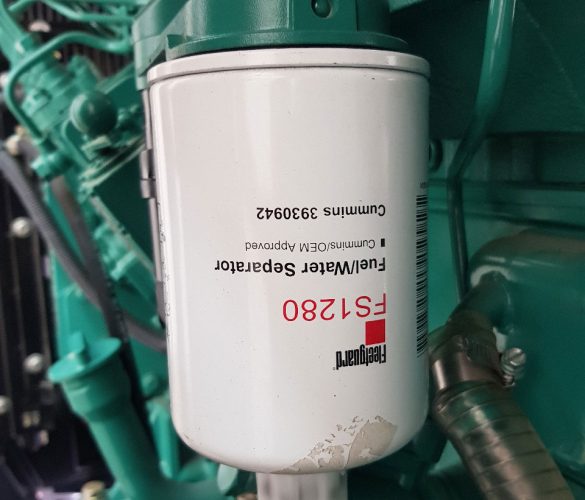 Fleetguard
FS1280
Fuel/Water Separator
■ Cummins/OEM Approved
Cummins 3930942